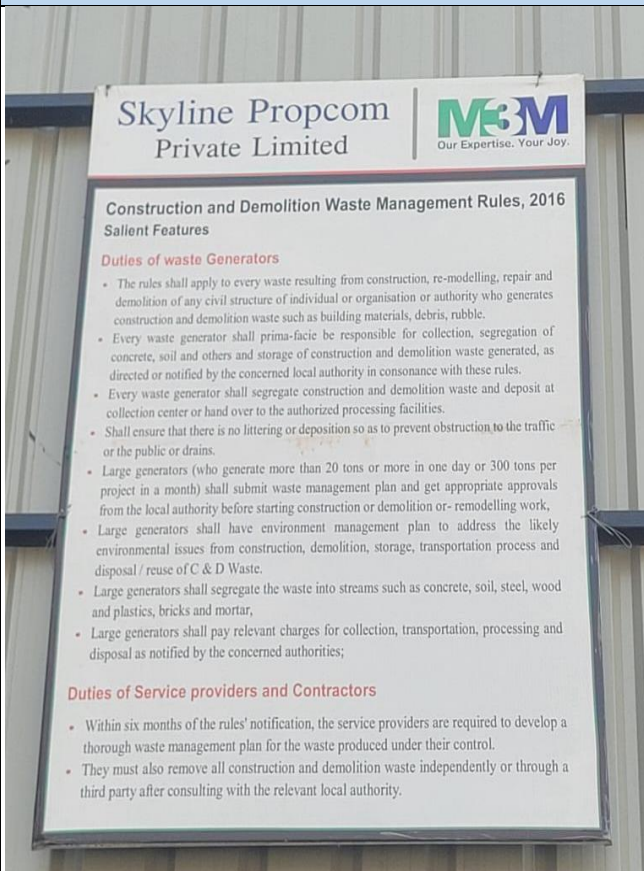 Skyline Propcom
Private Limited
M3M
Our Expertise. Your Joy.
Construction and Demolition Waste Management Rules, 2016
Salient Features
Duties of waste Generators
• The rules shall apply to every waste resulting from construction, re-modelling, repair and
demolition of any civil structure of individual or organisation or authority who generates
construction and demolition waste such as building materials, debris, rubble.
• Every waste generator shall prima-facie be responsible for collection, segregation of
concrete, soil and others and storage of construction and demolition waste generated, as
directed or notified by the concerned local authority in consonance with these rules.
• Every waste generator shall segregate construction and demolition waste and deposit at
collection center or hand over to the authorized processing facilities.
• Shall ensure that there is no littering or deposition so as to prevent obstruction to the traffic
or the public or drains.
• Large generators (who generate more than 20 tons or more in one day or 300 tons per
project in a month) shall submit waste management plan and get appropriate approvals
from the local authority before starting construction or demolition or- remodelling work,
• Large generators shall have environment management plan to address the likely
environmental issues from construction, demolition, storage, transportation process and
disposal / reuse of C & D Waste.
• Large generators shall segregate the waste into streams such as concrete, soil, steel, wood
and plastics, bricks and mortar,
• Large generators shall pay relevant charges for collection, transportation, processing and
disposal as notified by the concerned authorities;
Duties of Service providers and Contractors
• Within six months of the rules' notification, the service providers are required to develop a
thorough waste management plan for the waste produced under their control.
• They must also remove all construction and demolition waste independently or through a
third party after consulting with the relevant local authority.